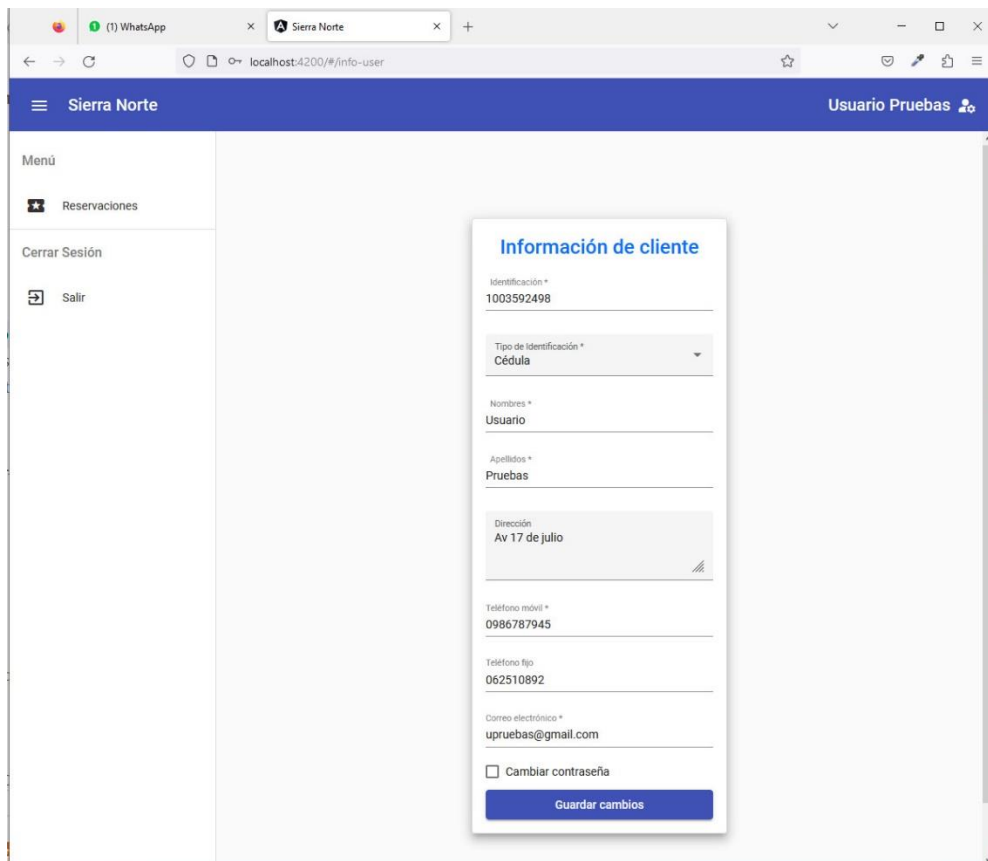 (1) WhatsApp
Sierra Norte
localhost:4200/#/info-user
Sierra Norte
Usuario Pruebas
Menú
Reservaciones
Cerrar Sesión
Salir
Información de cliente
Identificación *
1003592498
Tipo de Identificación *
Cédula
Nombres *
Usuario
Apellidos *
Pruebas
Dirección
Av 17 de julio
Teléfono móvil *
0986787945
Teléfono fijo
062510892
Correo electrónico *
upruebas@gmail.com
Cambiar contraseña
Guardar cambios